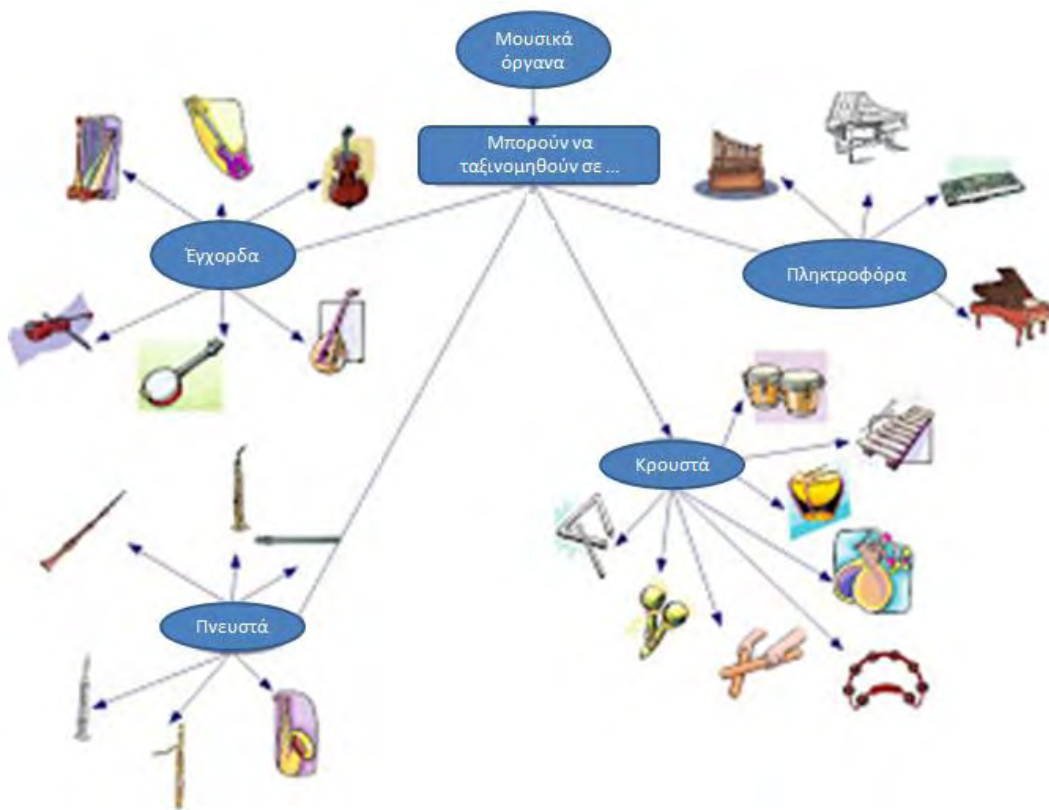 Μουσικά
όργανα
Μπορούν να
ταξινομηθούν σε ...
Έγχορδα
Πληκτροφόρα
Κρουστά
Πνευστά